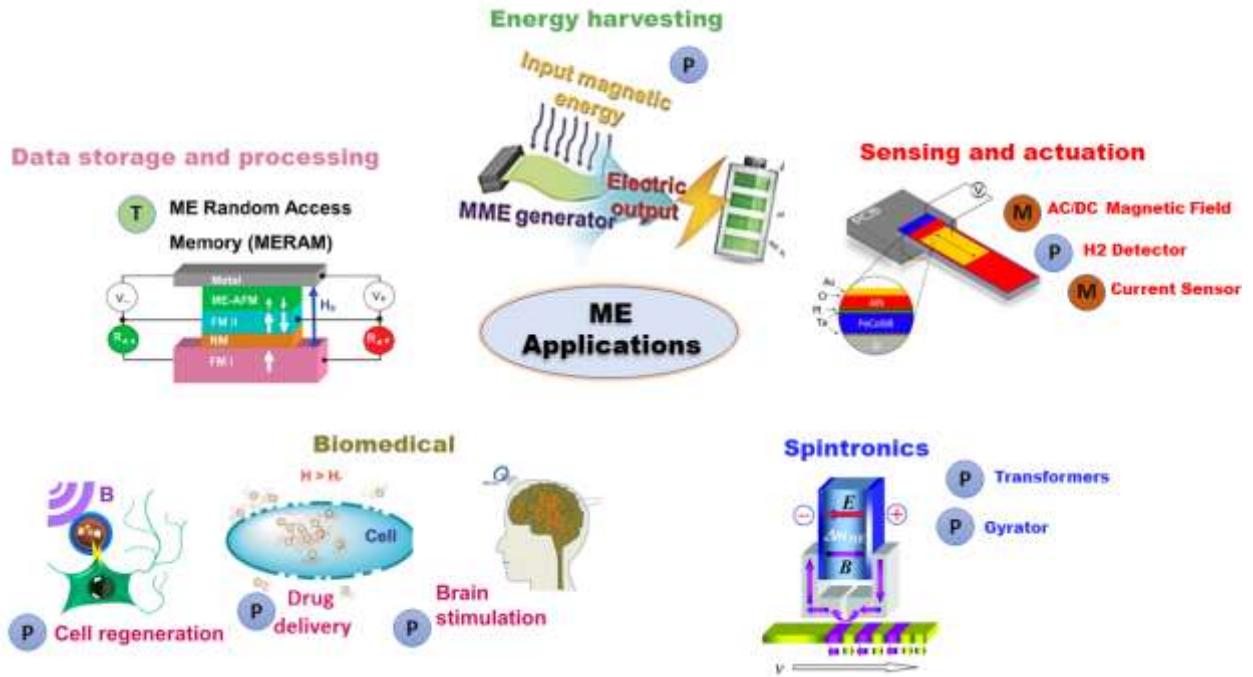 Energy harvesting
P
Input magnetic
energy
MME generator
Electric
output
Data storage and processing
T
ME Random Access
Memory (MERAM)
Metal
ME-AFM
FM II
NM
FM I
V
Sensing and actuation
V
PCB
M AC/DC Magnetic Field
P H2 Detector
M Current Sensor
Au
Cr
Pt
Ta
AlN
FeCoSiB
ME
Applications
Biomedical
B
P Cell regeneration
Cell
P Drug
delivery
P Brain
stimulation
Spintronics
P Transformers
P Gyrator
E
B
V